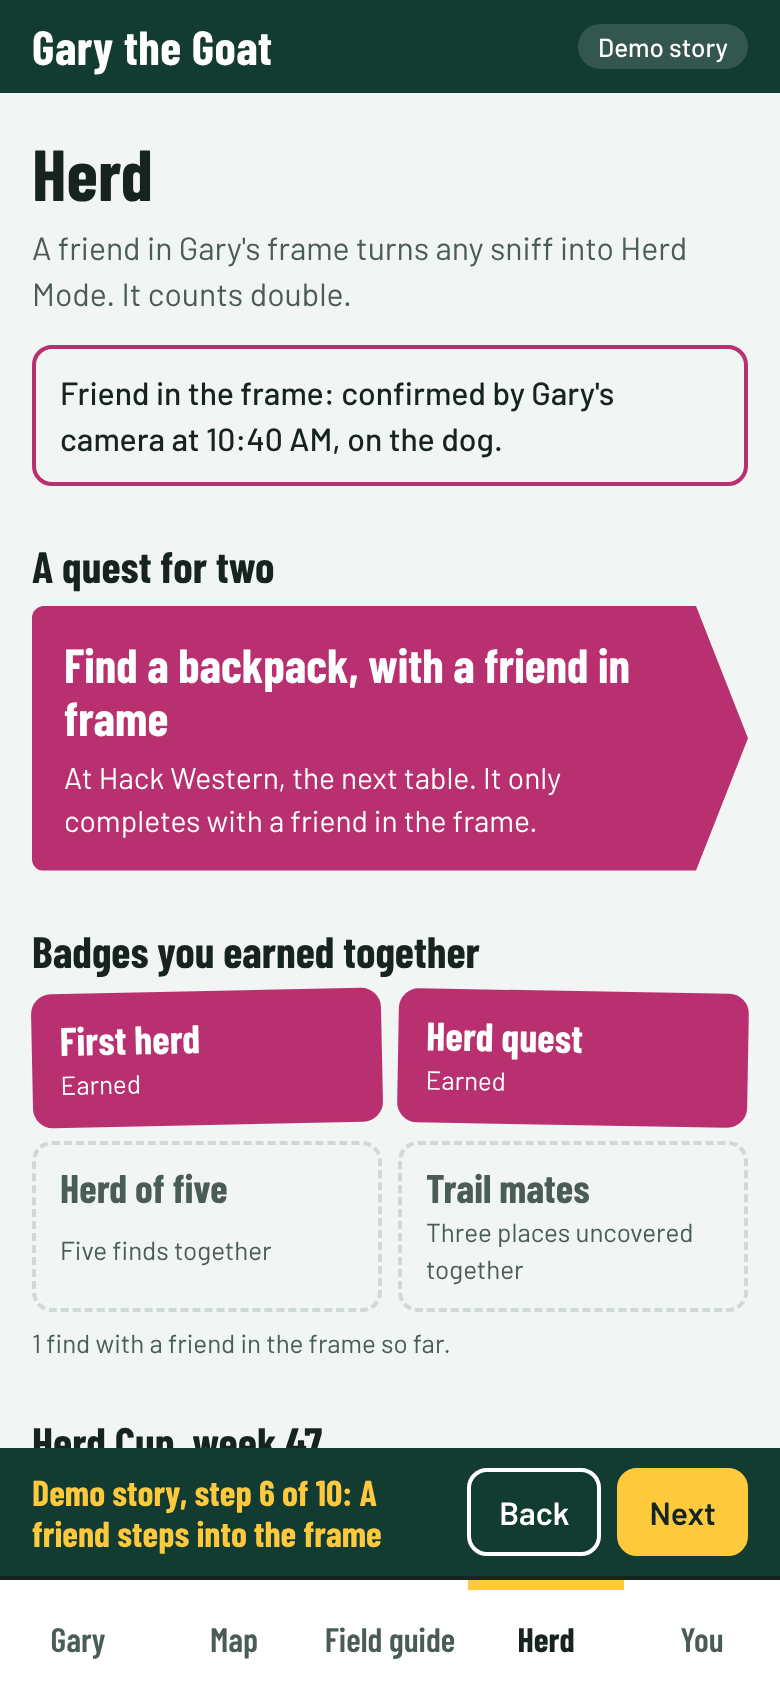 Gary the Goat
Demo story
Herd
A friend in Gary's frame turns any sniff into Herd
Mode. It counts double.
Friend in the frame: confirmed by Gary's
camera at 10:40 AM, on the dog.
A quest for two
Find a backpack, with a friend in
frame
At Hack Western, the next table. It only
completes with a friend in the frame.
Badges you earned together
First herd
Earned
Herd quest
Earned
Herd of five
Five finds together
Trail mates
Three places uncovered
together
1 find with a friend in the frame so far.
Herd Cup, week 47
Demo story, step 6 of 10: A
friend steps into the frame
Back
Next
Gary
Map
Field guide
Herd
You